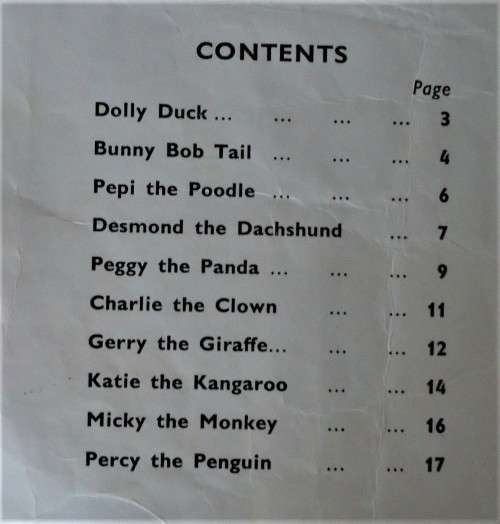 CONTENTS
Page
Dolly Duck ... ... ... ... 3
Bunny Bob Tail ... ... ... 4
Pepi the Poodle ... ... ... 6
Desmond the Dachshund ... 7
Peggy the Panda ... ... ... 9
Charlie the Clown ... ... 11
Gerry the Giraffe... ... ... 12
Katie the Kangaroo ... ... 14
Micky the Monkey ... ... 16
Percy the Penguin ... ... 17